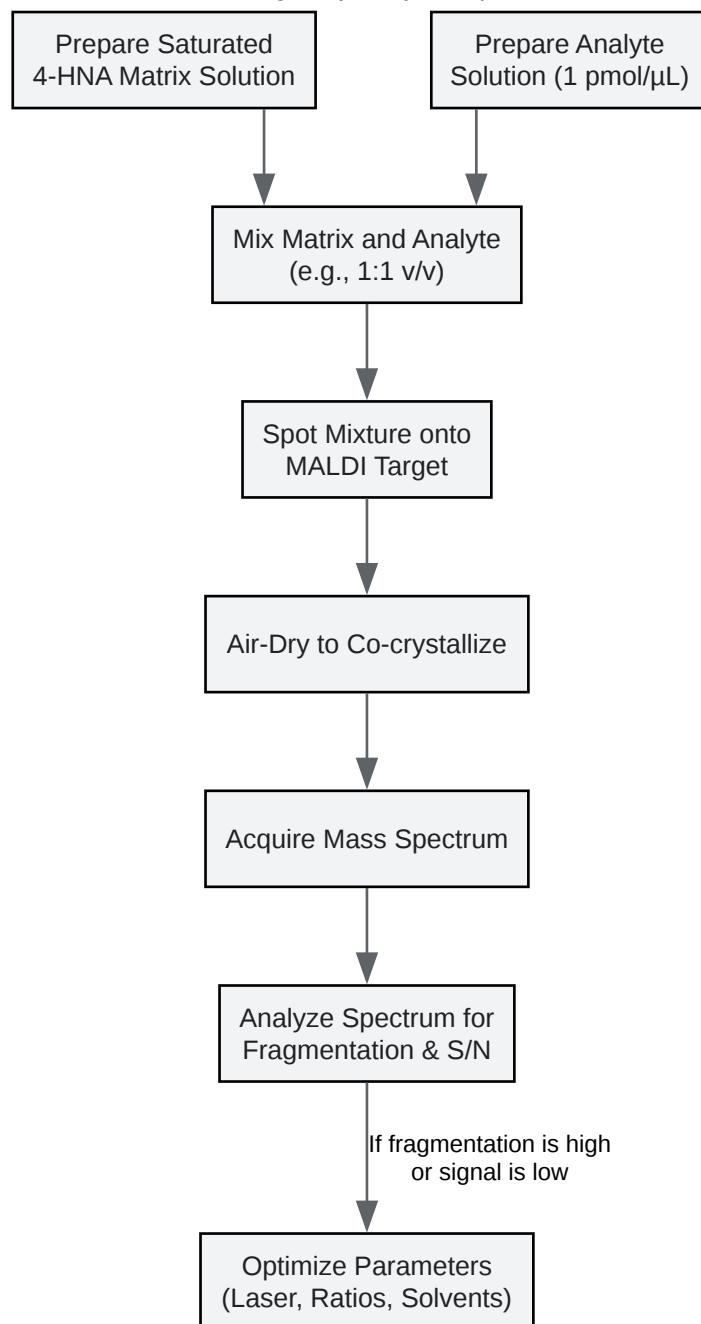 Prepare Saturated
4-HNA Matrix Solution
Prepare Analyte
Solution (1 pmol/µL)
Mix Matrix and Analyte
(e.g., 1:1 v/v)
Spot Mixture onto
MALDI Target
Air-Dry to Co-crystallize
Acquire Mass Spectrum
Analyze Spectrum for
Fragmentation & S/N
If fragmentation is high
or signal is low
Optimize Parameters
(Laser, Ratios, Solvents)